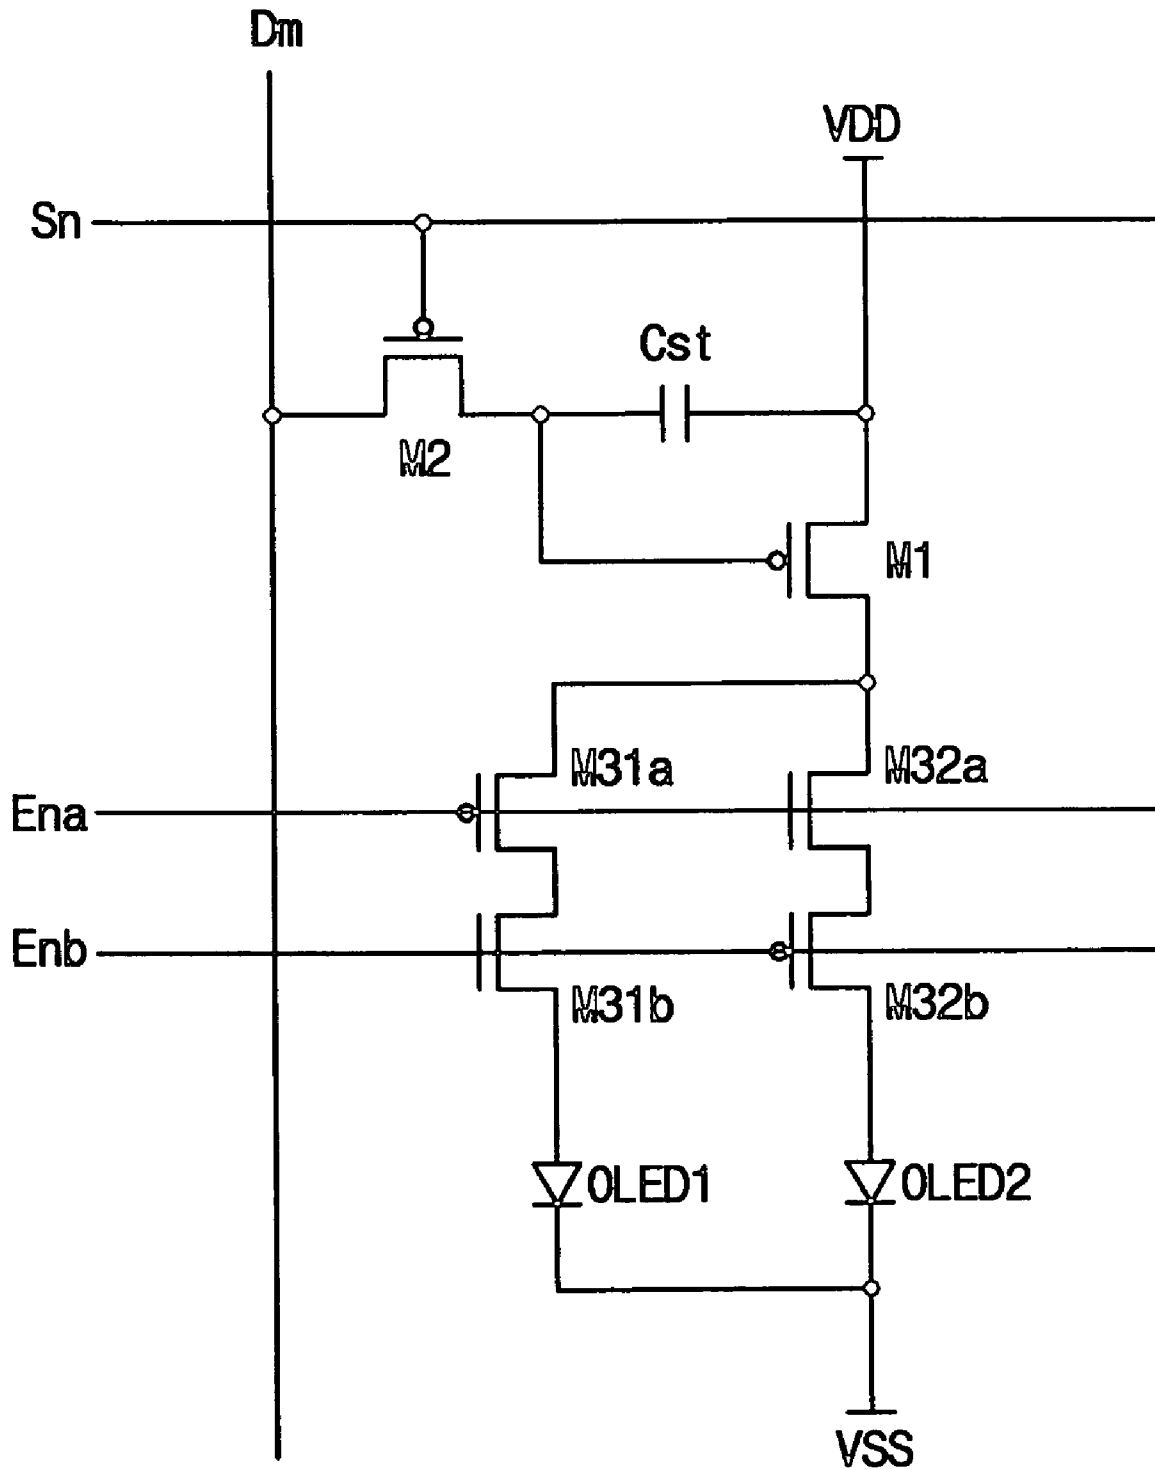 Dm
VDD
Sn
Cst
M2
M1
M31a
M32a
Ena
Enb
M31b
M32b
OLED1
OLED2
VSS